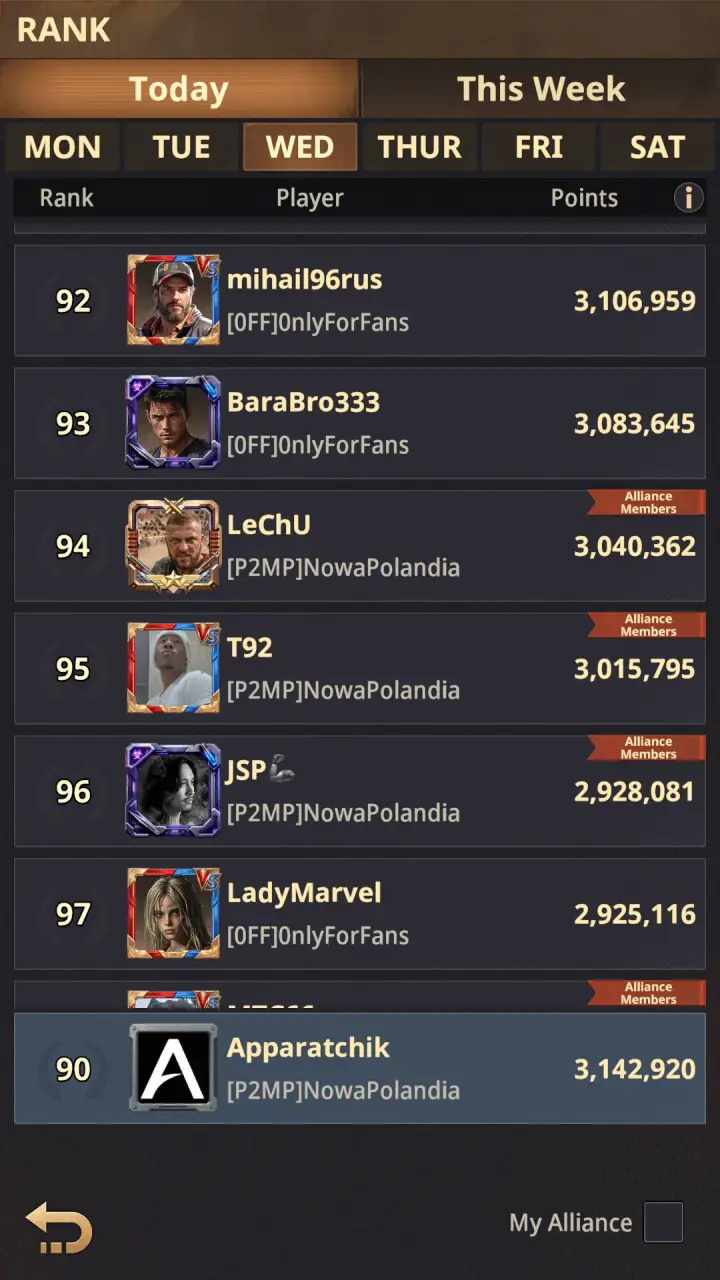 RANK
Today This Week
MON TUE WED THUR FRI SAT
Rank Player Points i
92 mihail96rus 3,106,959
[0FF]0nlyForFans
93 BaraBro333 3,083,645
[0FF]0nlyForFans
Alliance
Members
94 LeChU 3,040,362
[P2MP]NowaPolandia
Alliance
Members
95 T92 3,015,795
[P2MP]NowaPolandia
Alliance
Members
96 JSP💪 2,928,081
[P2MP]NowaPolandia
97 LadyMarvel 2,925,116
[0FF]0nlyForFans
Alliance
Members
90 Apparatchik 3,142,920
[P2MP]NowaPolandia
My Alliance